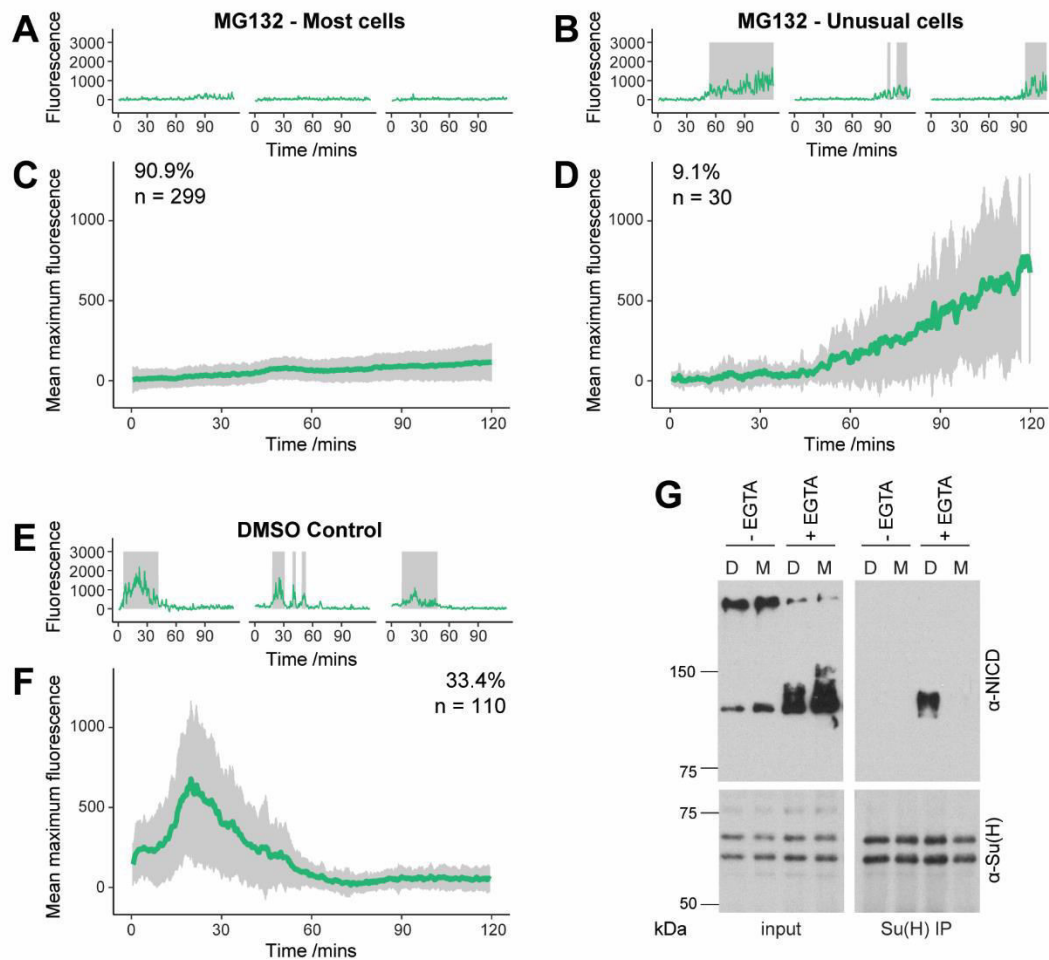 A
MG132 - Most cells
Fluorescence
3000
2000
1000
0
0 30 60 90
0 30 60 90
0 30 60 90
Time /mins
B
MG132 - Unusual cells
Fluorescence
3000
2000
1000
0
0 30 60 90
0 30 60 90
0 30 60 90
Time /mins
C
90.9%
n = 299
Mean maximum fluorescence
1000
500
0
0 30 60 90 120
Time /mins
D
9.1%
n = 30
Mean maximum fluorescence
1000
500
0
0 30 60 90 120
Time /mins
E
DMSO Control
Fluorescence
3000
2000
1000
0
0 30 60 90
0 30 60 90
0 30 60 90
Time /mins
F
33.4%
n = 110
Mean maximum fluorescence
1000
500
0
0 30 60 90 120
Time /mins
G
- EGTA + EGTA - EGTA + EGTA
D M D M D M D M
150
75
α-NICD
75
50
α-Su(H)
kDa input Su(H) IP